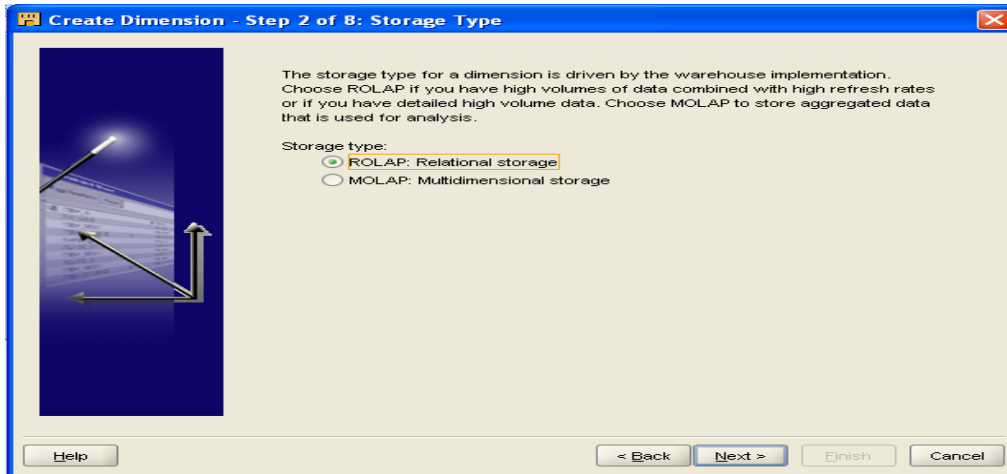 Create Dimension - Step 2 of 8: Storage Type
The storage type for a dimension is driven by the warehouse implementation.
Choose ROLAP if you have high volumes of data combined with high refresh rates
or if you have detailed high volume data. Choose MOLAP to store aggregated data
that is used for analysis.
Storage type:
ROLAP: Relational storage
MOLAP: Multidimensional storage
Help
< Back
Next >
Finish
Cancel